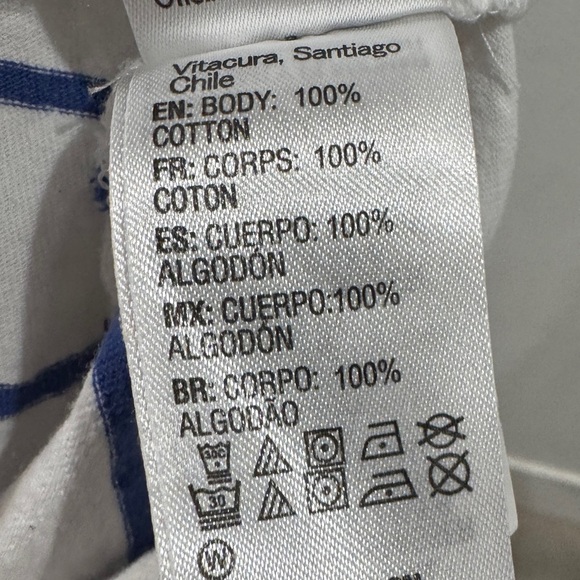 Vitacura, Santiago
Chile
EN: BODY: 100%
COTTON
FR: CORPS: 100%
COTON
ES: CUERPO: 100%
ALGODÓN
MX: CUERPO:100%
ALGODÓN
BR: CORPO: 100%
ALGODÃO
30C
30
W